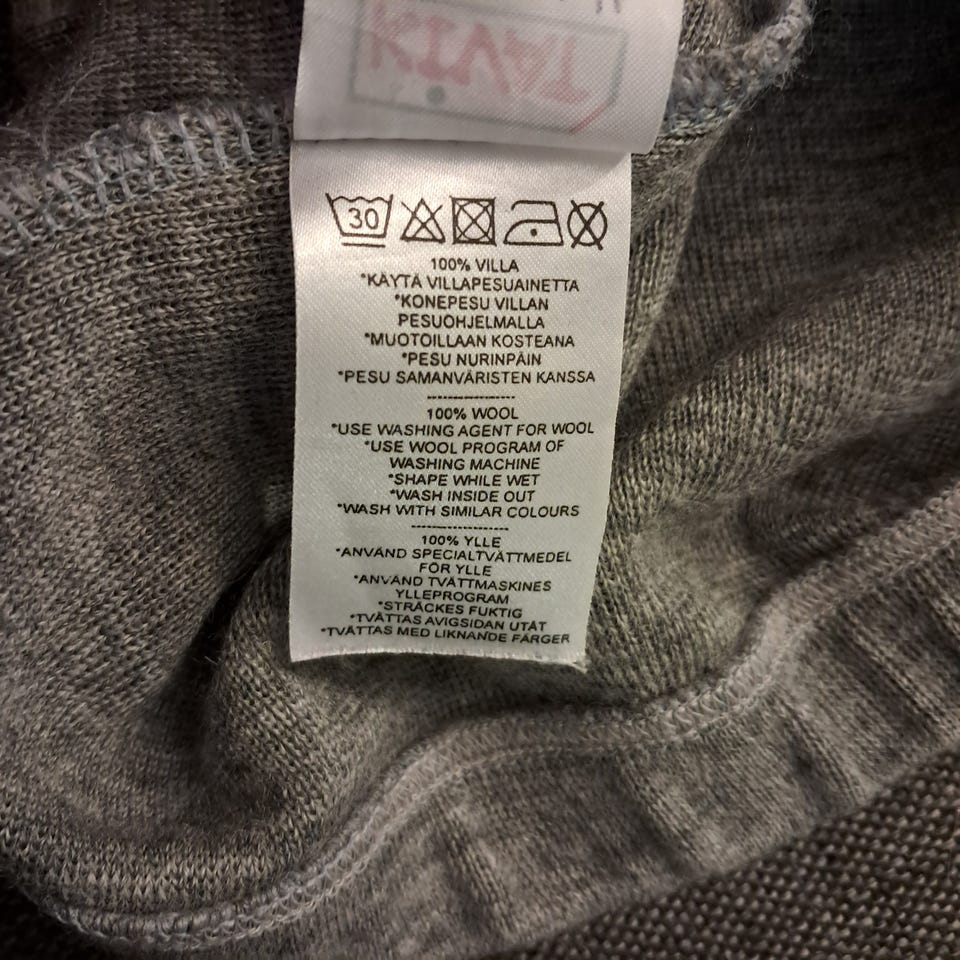 KIVAT
30
100% VILLA
*KÄYTÄ VILLAPESUAINETTA
*KONEPESU VILLAN
PESUOHJELMALLA
*MUOTOILLAAN KOSTEANA
*PESU NURINPÄIN
*PESU SAMANVÄRISTEN KANSSA
100% WOOL
*USE WASHING AGENT FOR WOOL
*USE WOOL PROGRAM OF
WASHING MACHINE
*SHAPE WHILE WET
*WASH INSIDE OUT
*WASH WITH SIMILAR COLOURS
100% YLLE
*ANVÄND SPECIALTVÄTTMEDEL
FÖR YLLE
*ANVÄND TVÄTTMASKINES
YLLEPROGRAM
*STRÄCKES FUKTIG
*TVÄTTAS AVIGSIDAN UTÅT
*TVÄTTAS MED LIKNANDE FÄRGER